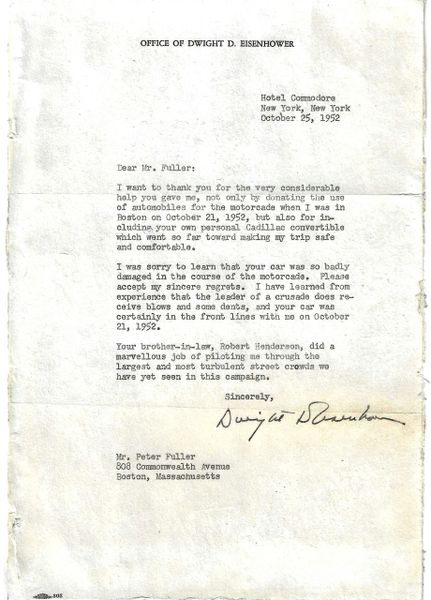 OFFICE OF DWIGHT D. EISENHOWER
Hotel Commodore
New York, New York
October 25, 1952
Dear Mr. Fuller:
I want to thank you for the very considerable
help you gave me, not only by donating the use
of automobiles for the motorcade when I was in
Boston on October 21, 1952, but also for in-
cluding your own personal Cadillac convertible
which went so far toward making my trip safe
and comfortable.
I was sorry to learn that your car was so badly
damaged in the course of the motorcade. Please
accept my sincere regrets. I have learned from
experience that the leader of a crusade does re-
ceive blows and some dents, and your car was
certainly in the front lines with me on October
21, 1952.
Your brother-in-law, Robert Henderson, did a
marvellous job of piloting me through the
largest and most turbulent street crowds we
have yet seen in this campaign.
Sincerely,
Dwight D Eisenhower
Mr. Peter Fuller
808 Commonwealth Avenue
Boston, Massachusetts